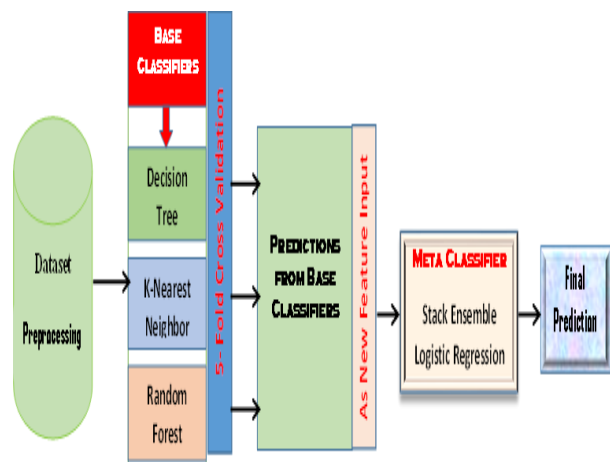 Dataset
Preprocessing
BASE
CLASSIFIERS
Decision
Tree
K-Nearest
Neighbor
Random
Forest
5- Fold Cross Validation
PREDICTIONS
FROM BASE
CLASSIFIERS
As New Feature Input
META CLASSIFIER
Stack Ensemble
Logistic Regression
Final
Prediction